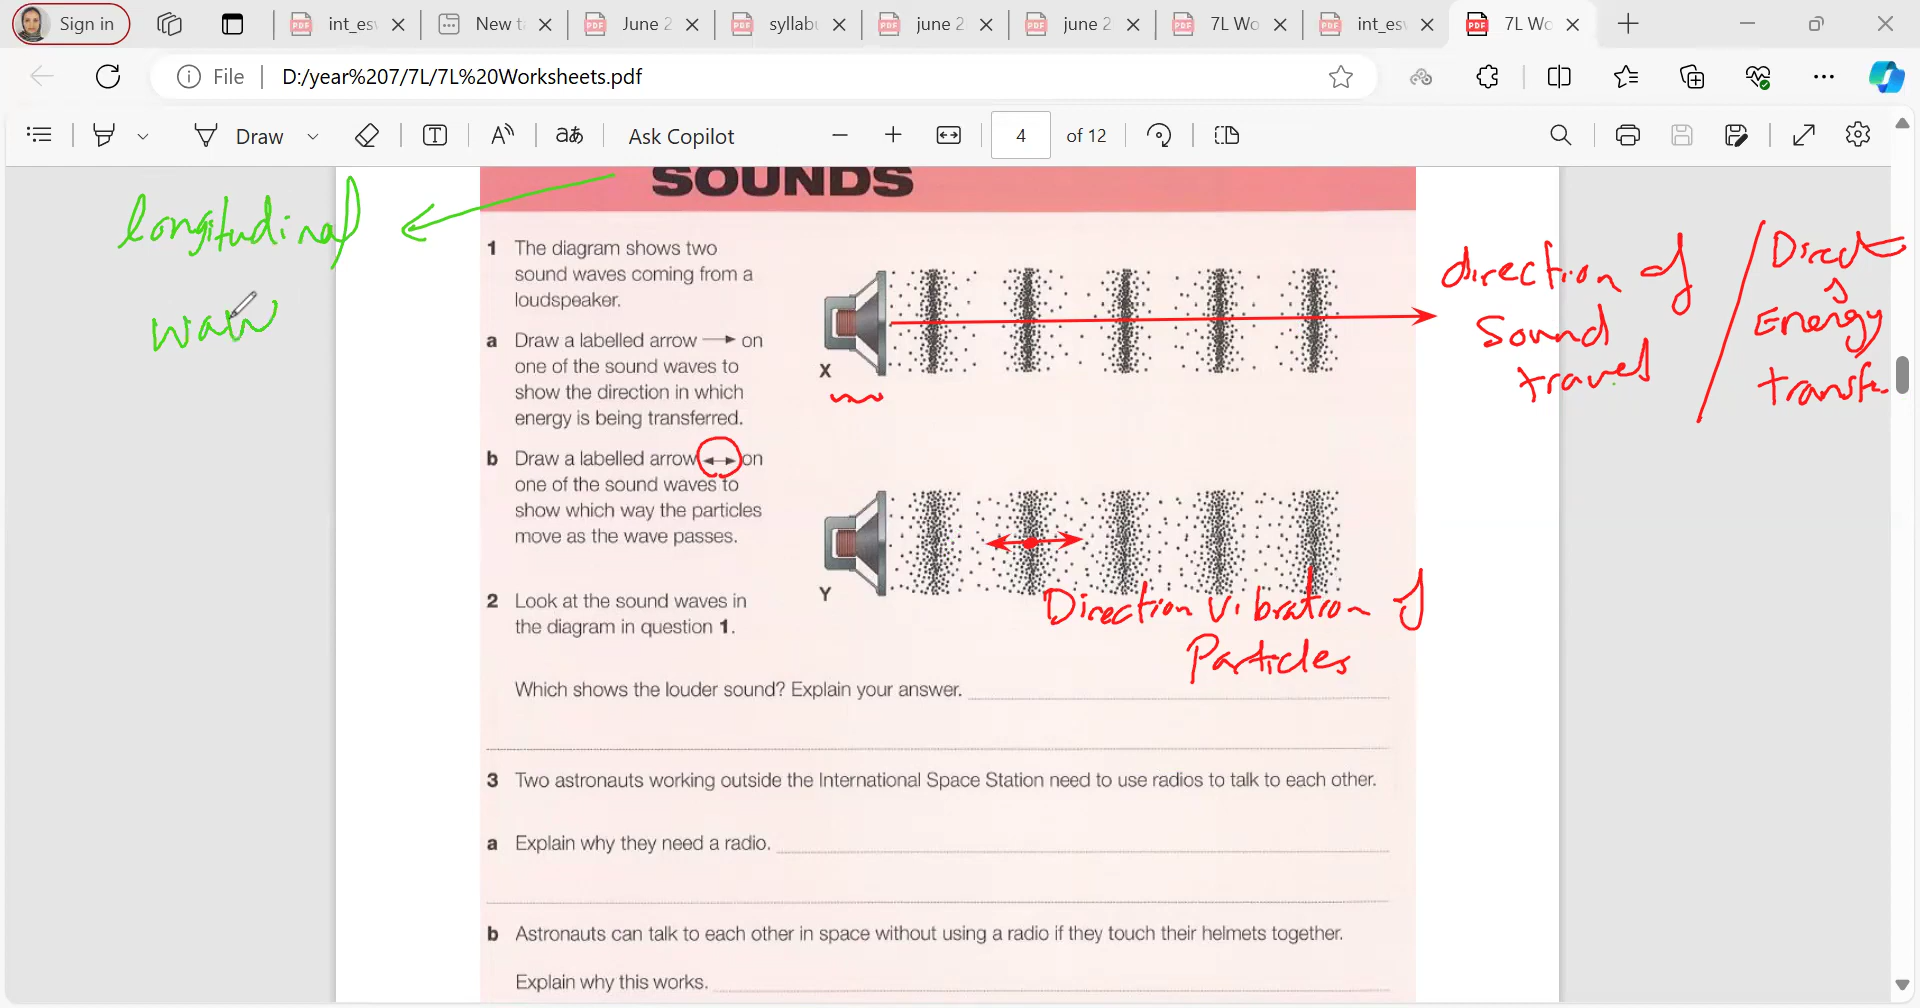 Sign in
int_es
New t
June 2
syllab
june 2
june 2
7L Wo
int_es
7L Wo
File
D:/year%207/7L/7L%20Worksheets.pdf
Draw
Ask Copilot
4
of 12
SOUNDS
longitudinal
1 The diagram shows two
sound waves coming from a
loudspeaker.
a Draw a labelled arrow → on
one of the sound waves to
show the direction in which
energy is being transferred.
X
direction of
Sound
travel
Direct
Energy
transfe
b Draw a labelled arrow ↔ on
one of the sound waves to
show which way the particles
move as the wave passes.
Y
Direction vibration of
Particles
2 Look at the sound waves in
the diagram in question 1.
Which shows the louder sound? Explain your answer.
3 Two astronauts working outside the International Space Station need to use radios to talk to each other.
a Explain why they need a radio.
b Astronauts can talk to each other in space without using a radio if they touch their helmets together.
Explain why this works.